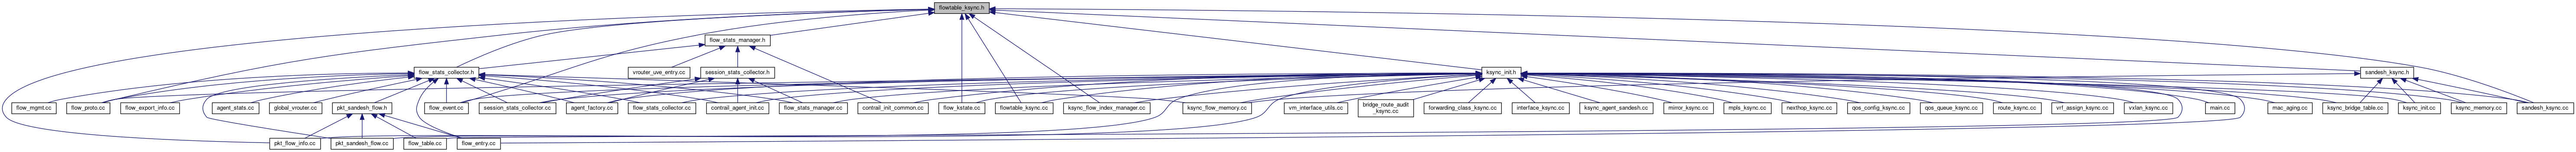 flowtable_ksync.h
flow_stats_manager.h
flow_stats_collector.h
vrouter_uve_entry.cc
session_stats_collector.h
ksync_init.h
sandesh_ksync.h
flow_mgmt.cc
flow_proto.cc
flow_export_info.cc
agent_stats.cc
global_vrouter.cc
pkt_sandesh_flow.h
flow_event.cc
session_stats_collector.cc
agent_factory.cc
flow_stats_collector.cc
contrail_agent_init.cc
flow_stats_manager.cc
contrail_init_common.cc
flow_kstate.cc
flowtable_ksync.cc
ksync_flow_index_manager.cc
ksync_flow_memory.cc
vm_interface_utils.cc
bridge_route_audit
_ksync.cc
forwarding_class_ksync.cc
interface_ksync.cc
ksync_agent_sandesh.cc
mirror_ksync.cc
mpls_ksync.cc
nexthop_ksync.cc
qos_config_ksync.cc
qos_queue_ksync.cc
route_ksync.cc
vrf_assign_ksync.cc
vxlan_ksync.cc
main.cc
mac_aging.cc
ksync_bridge_table.cc
ksync_init.cc
ksync_memory.cc
sandesh_ksync.cc
pkt_flow_info.cc
pkt_sandesh_flow.cc
flow_table.cc
flow_entry.cc